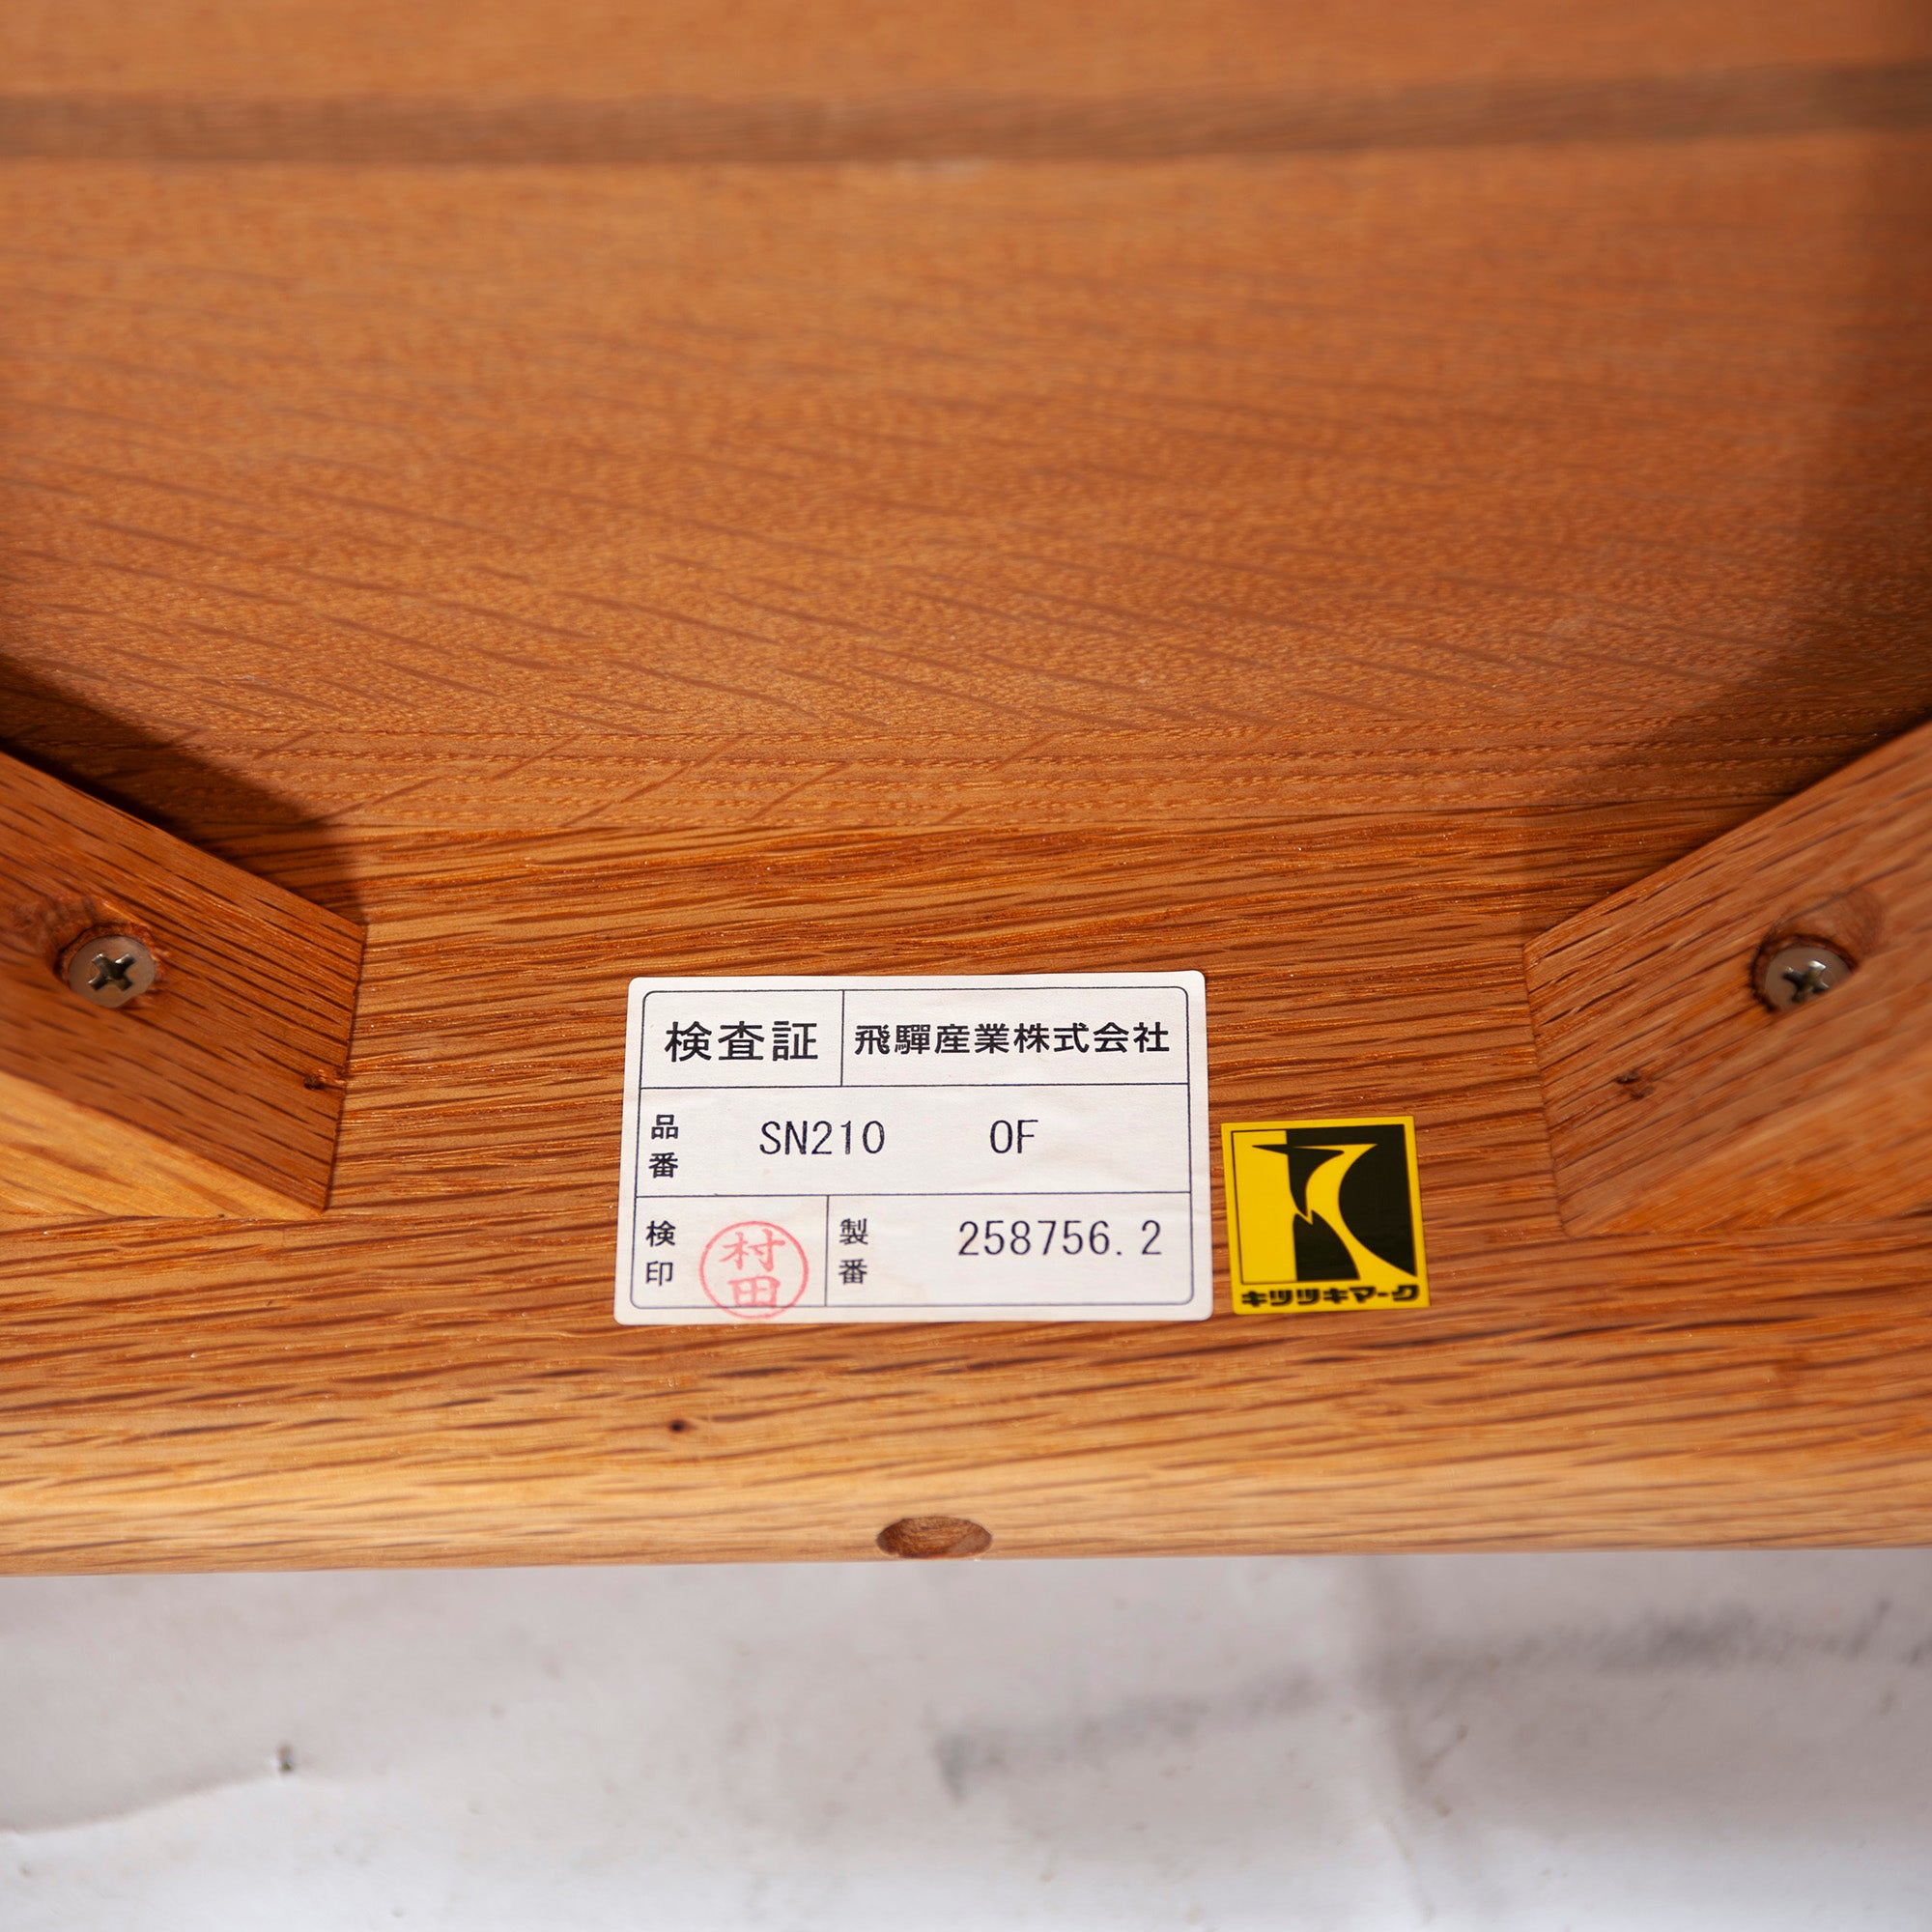 検査証 飛驒産業株式会社
品番 SN210 OF
検印 村田 製番 258756.2
キツツキマーク